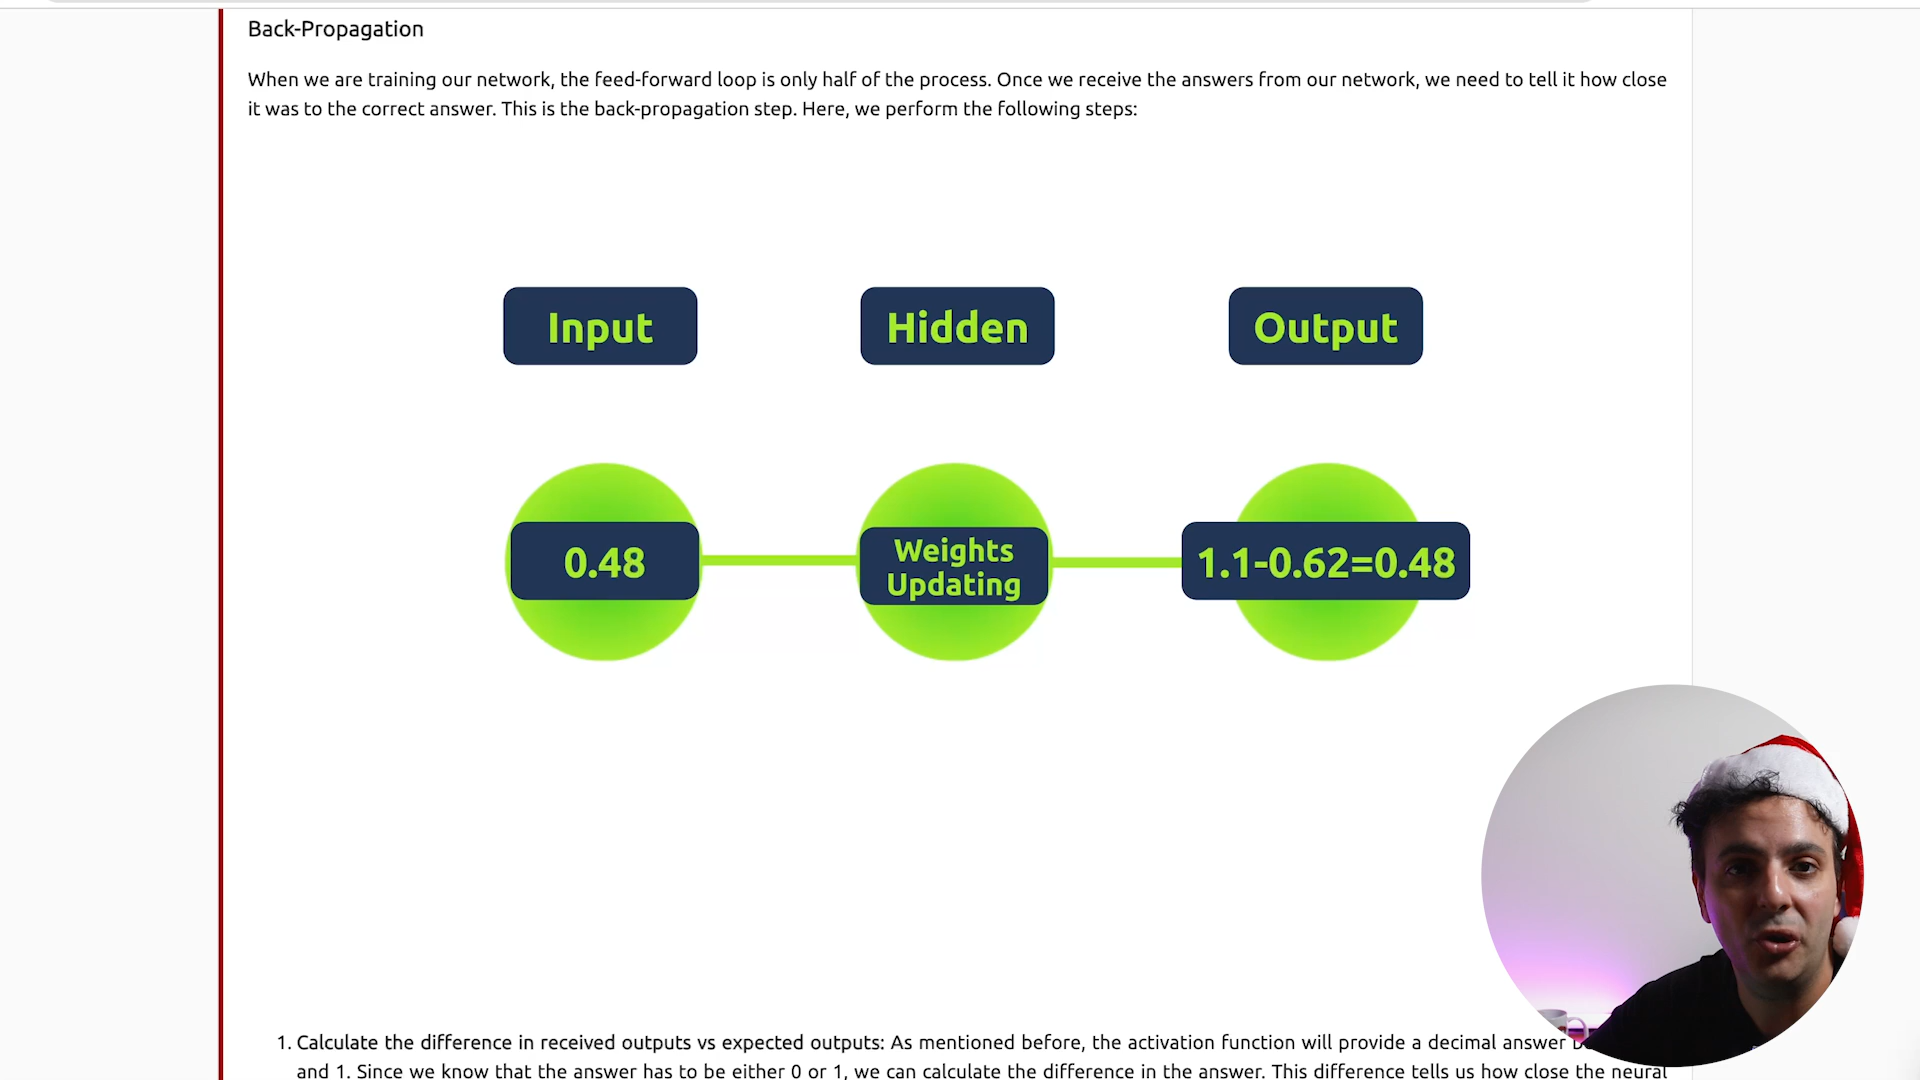 Back-Propagation
When we are training our network, the feed-forward loop is only half of the process. Once we receive the answers from our network, we need to tell it how close
it was to the correct answer. This is the back-propagation step. Here, we perform the following steps:
Input
Hidden
Output
0.48
Weights
Updating
1.1-0.62=0.48
1. Calculate the difference in received outputs vs expected outputs: As mentioned before, the activation function will provide a decimal answer
and 1. Since we know that the answer has to be either 0 or 1, we can calculate the difference in the answer. This difference tells us how close the neural